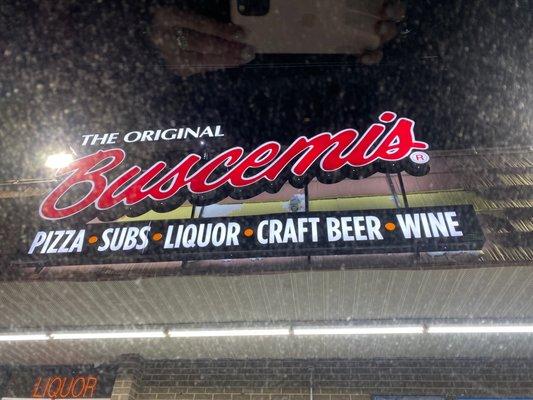 THE ORIGINAL
Buscemis ®
PIZZA • SUBS • LIQUOR • CRAFT BEER • WINE
LIQUOR